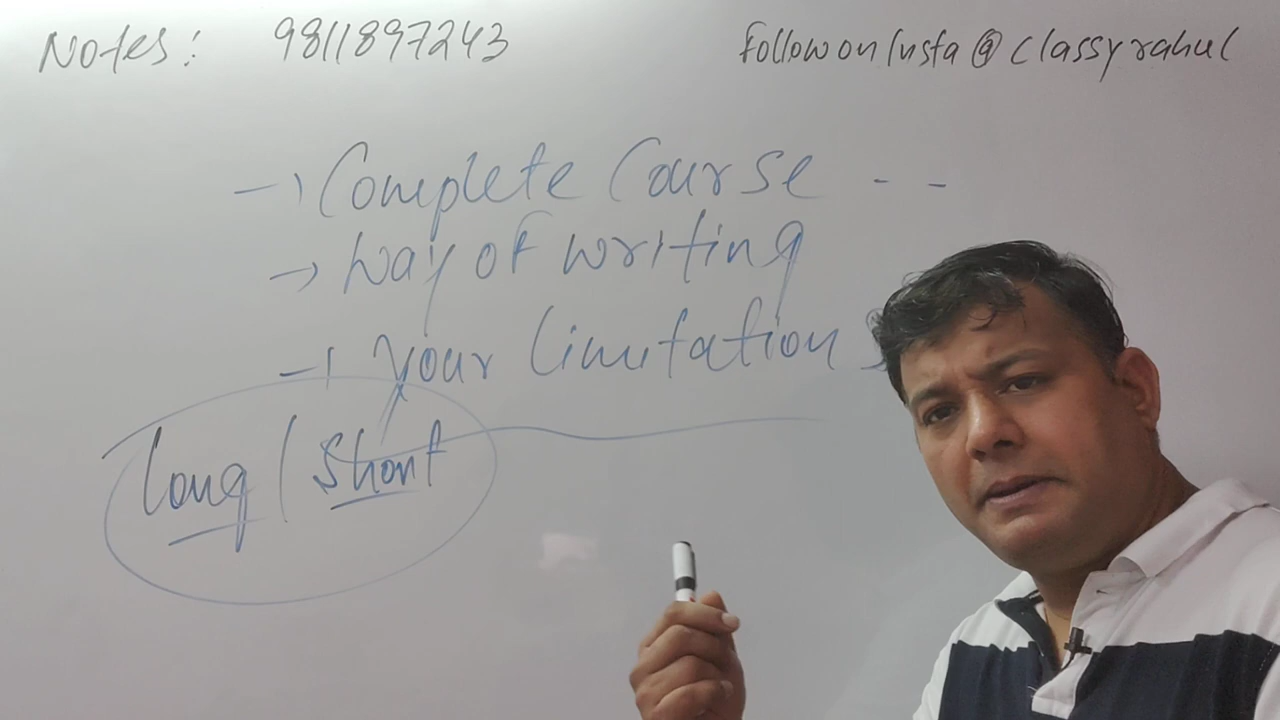 Notes: 9811897243
Follow on Insta @ classyrahul
→ Complete Course - -
→ Way of writing
→ Your limitation s
Long / Short